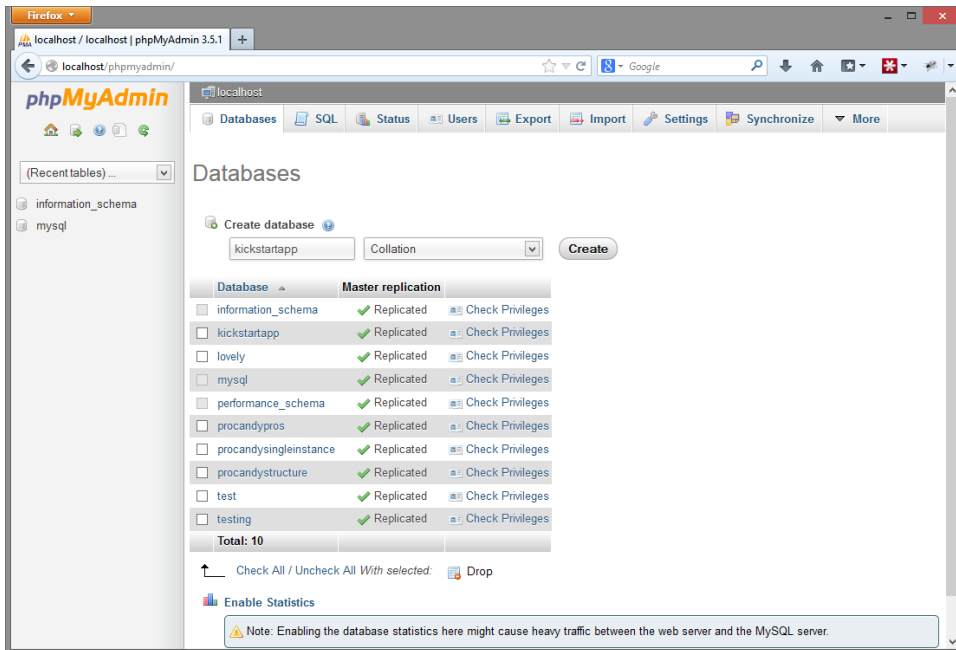 Firefox
localhost / localhost | phpMyAdmin 3.5.1
localhost/phpmyadmin/
Google
phpMyAdmin
(Recent tables) ...
information_schema
mysql
localhost
Databases SQL Status Users Export Import Settings Synchronize More
Databases
Create database
kickstartapp Collation Create
Database Master replication
information_schema Replicated Check Privileges
kickstartapp Replicated Check Privileges
lovely Replicated Check Privileges
mysql Replicated Check Privileges
performance_schema Replicated Check Privileges
procandypros Replicated Check Privileges
procandysingleinstance Replicated Check Privileges
procandystructure Replicated Check Privileges
test Replicated Check Privileges
testing Replicated Check Privileges
Total: 10
Check All / Uncheck All With selected: Drop
Enable Statistics
Note: Enabling the database statistics here might cause heavy traffic between the web server and the MySQL server.